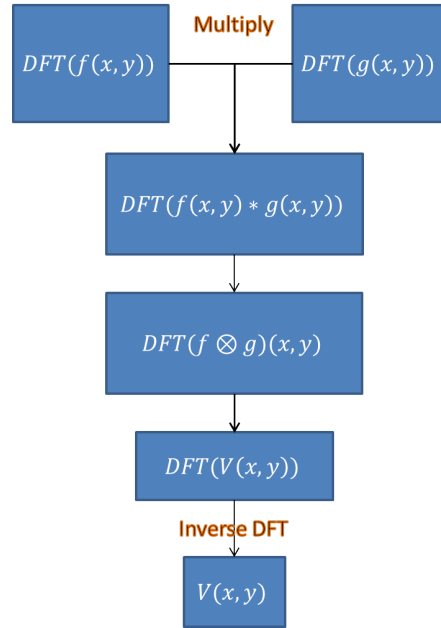 Multiply
DFT(f(x, y))
DFT(g(x, y))
DFT(f(x, y) ∗ g(x, y))
DFT(f ⊗ g)(x, y)
DFT(V(x, y))
Inverse DFT
V(x, y)